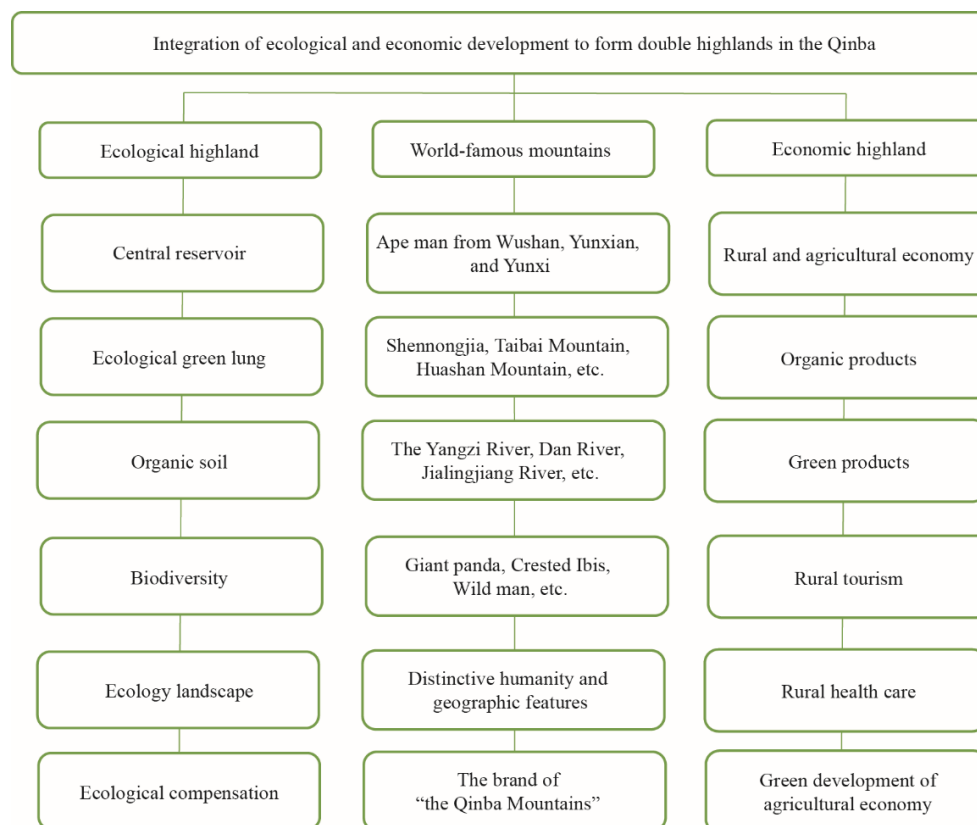 Integration of ecological and economic development to form double highlands in the Qinba
Ecological highland
World-famous mountains
Economic highland
Central reservoir
Ape man from Wushan, Yunxian,
and Yunxi
Rural and agricultural economy
Ecological green lung
Shennongjia, Taibai Mountain,
Huashan Mountain, etc.
Organic products
Organic soil
The Yangzi River, Dan River,
Jialingjiang River, etc.
Green products
Biodiversity
Giant panda, Crested Ibis,
Wild man, etc.
Rural tourism
Ecology landscape
Distinctive humanity and
geographic features
Rural health care
Ecological compensation
The brand of
“the Qinba Mountains”
Green development of
agricultural economy